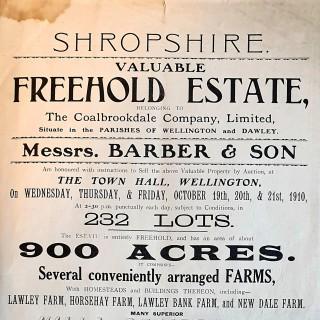 SHROPSHIRE.
VALUABLE
FREEHOLD ESTATE,
BELONGING TO
The Coalbrookdale Company, Limited,
Situate in the PARISHES OF WELLINGTON and DAWLEY.
Messrs. BARBER & SON
Are honoured with instructions to Sell the above Valuable Property by Auction, at
THE TOWN HALL, WELLINGTON,
On WEDNESDAY, THURSDAY, & FRIDAY, OCTOBER 19th, 20th, & 21st, 1910,
At 2-30 p.m. punctually each day, subject to Conditions, in
232 LOTS.
The ESTATE is entirely FREEHOLD, and has an area of about
900 ACRES.
IT COMPRISES—
Several conveniently arranged FARMS,
With HOMESTEADS and BUILDINGS THEREON, including—
LAWLEY FARM, HORSEHAY FARM, LAWLEY BANK FARM, and NEW DALE FARM.
MANY SUPERIOR